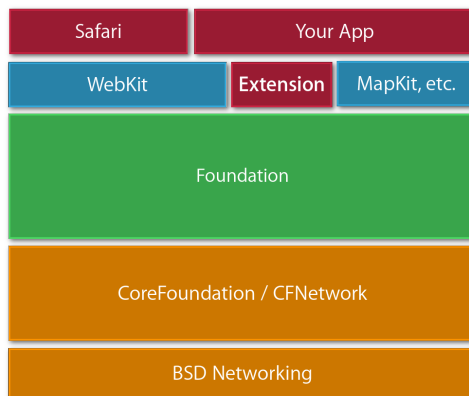 Safari
Your App
WebKit
Extension
MapKit, etc.
Foundation
CoreFoundation / CFNetwork
BSD Networking